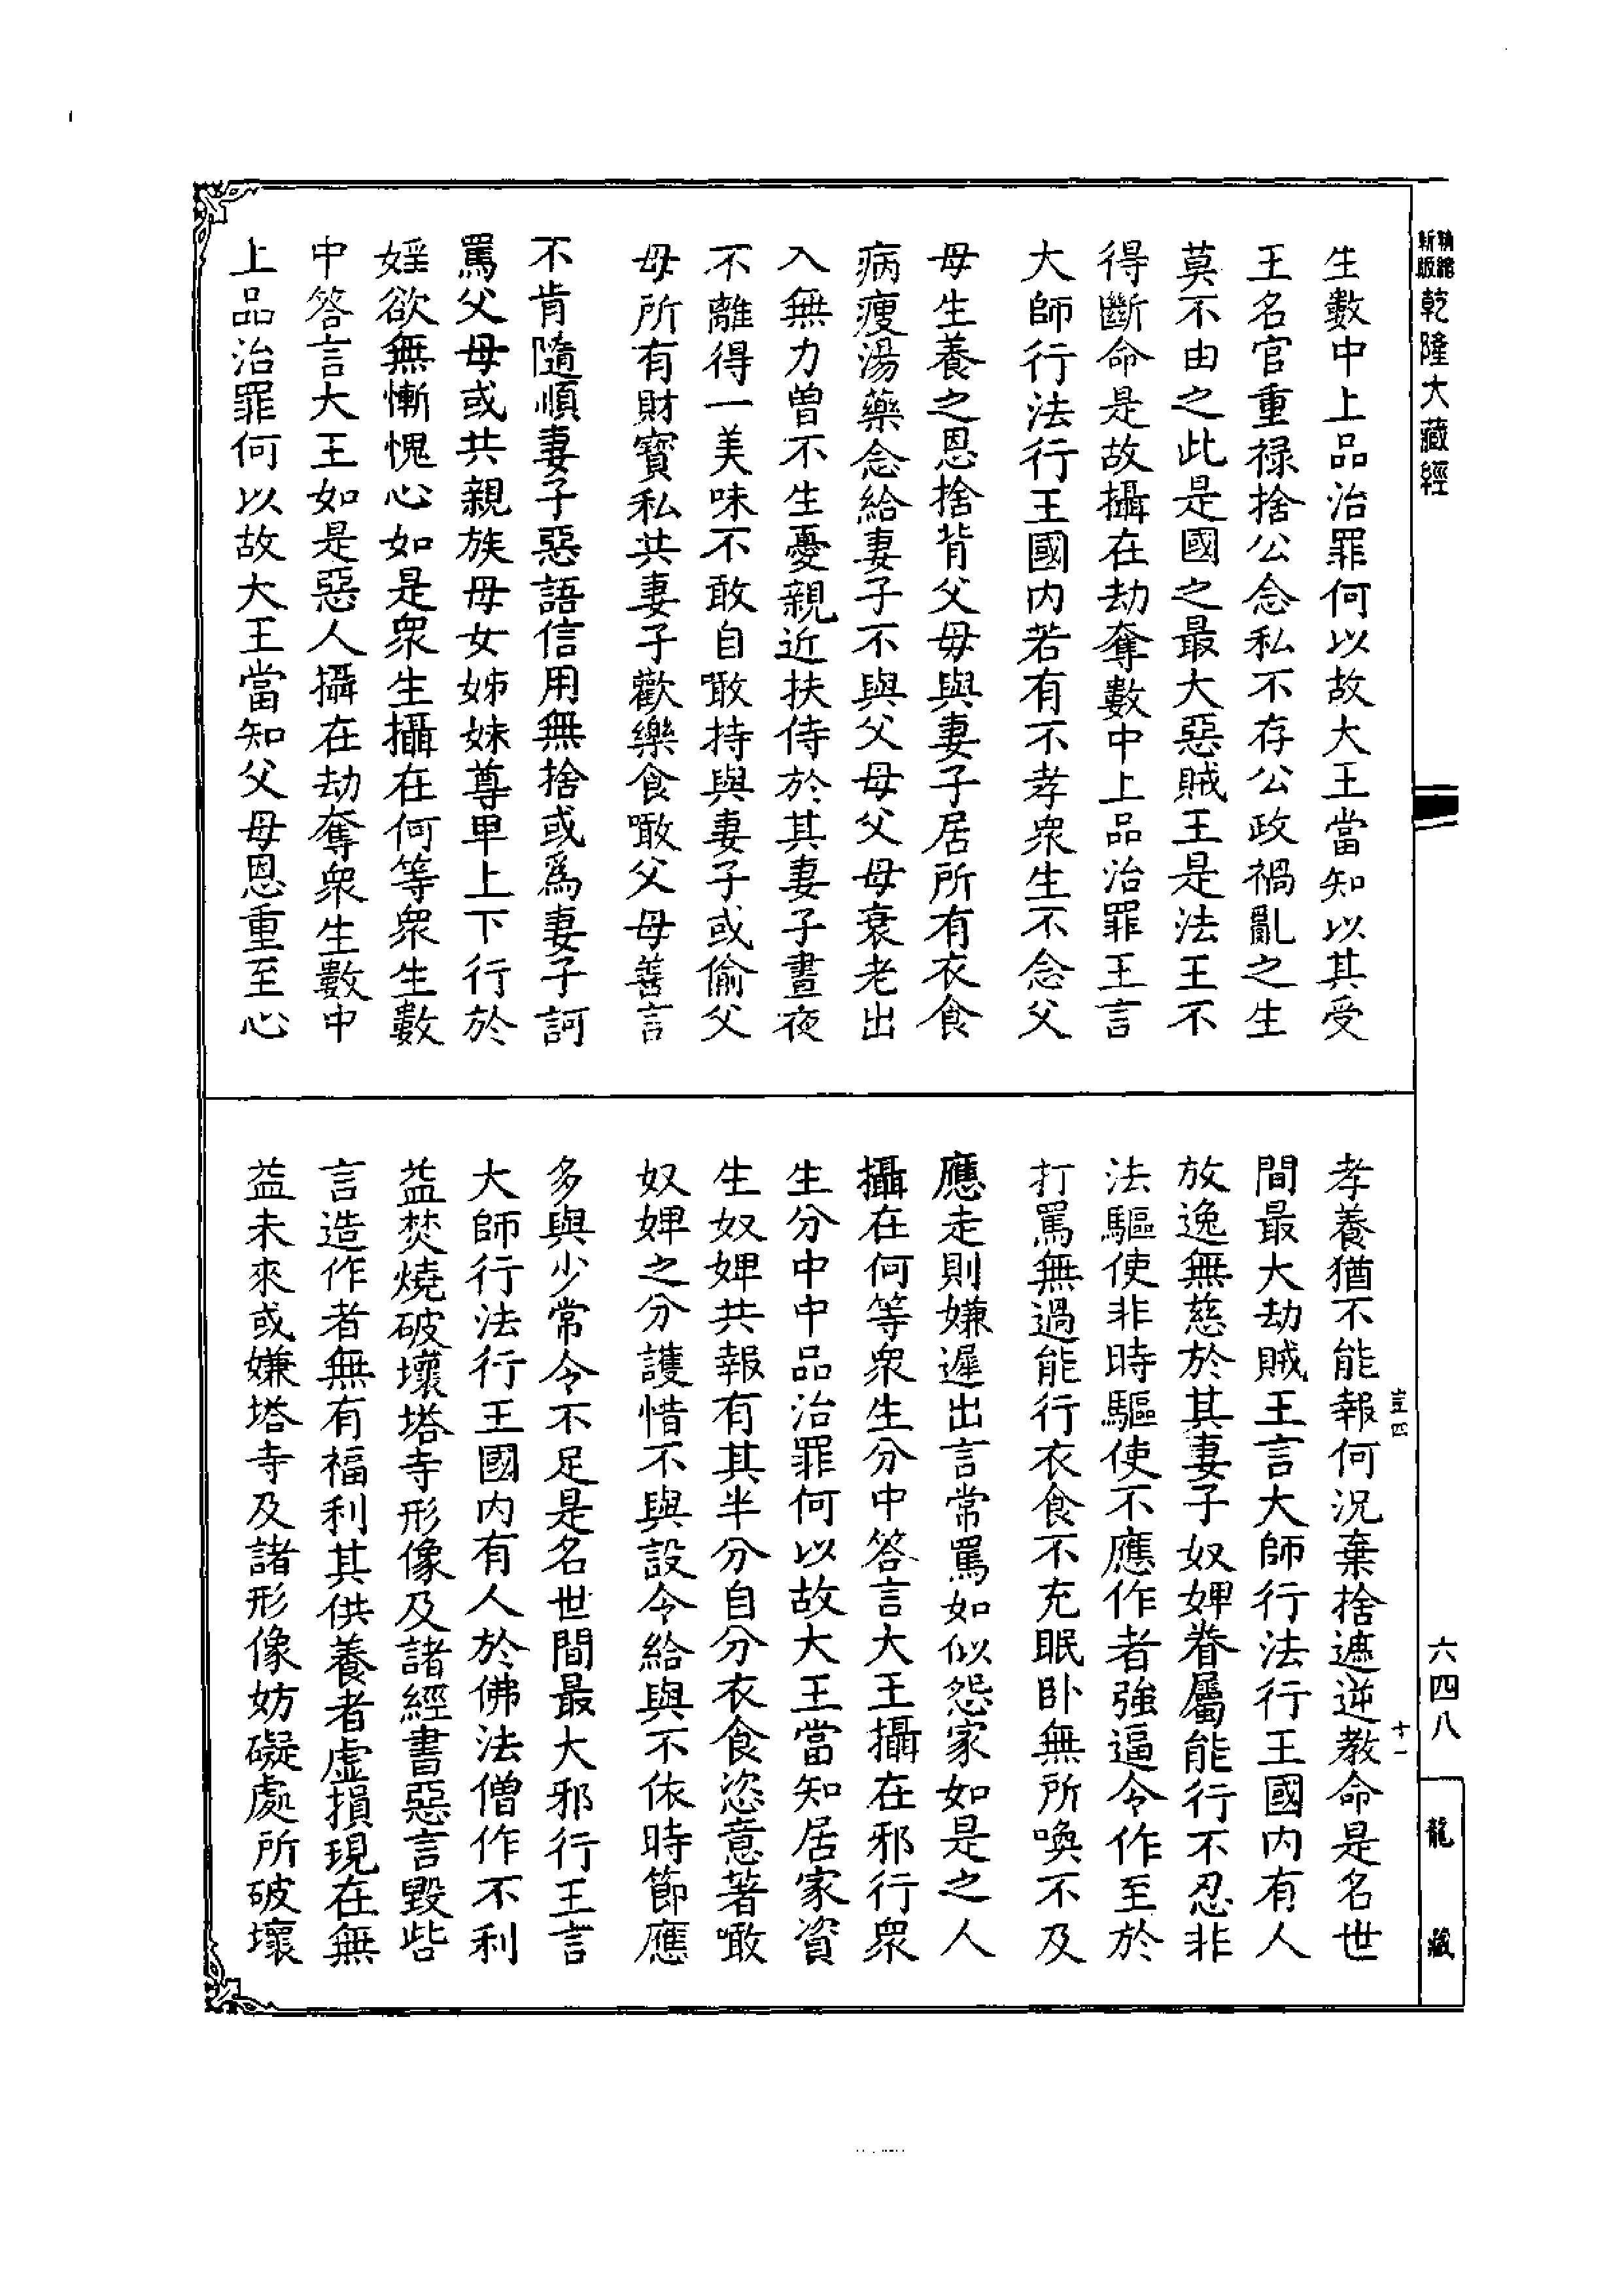 精縮
新版
乾隆大藏經
生數中上品治罪何以故大王當知以其受
王名官重禄捨公念私不存公政禍亂之生
莫不由之此是國之最大惡賊王是法王不
得斷命是故攝在劫奪數中上品治罪王言
大師行法行王國内若有不孝衆生不念父
母生養之恩捨背父母與妻子居所有衣食
病瘦湯藥念給妻子不與父母父母衰老出
入無力曾不生憂親近扶侍於其妻子晝夜
不離得一美味不敢自噉持與妻子或偷父
母所有財寳私共妻子歡樂食噉父母善言
不肯隨順妻子惡語信用無捨或爲妻子訶
罵父母或共親族母女姊妹尊卑上下行於
婬欲無慚愧心如是衆生攝在何等衆生數
中答言大王如是惡人攝在劫奪衆生數中
上品治罪何以故大王當知父母恩重至心
孝養猶不能報何況棄捨遮逆教命是名世
間最大劫賊王言大師行法行王國内有人
放逸無慈於其妻子奴婢眷屬能行不忍非
法驅使非時驅使不應作者強逼令作至於
打罵無過能行衣食不充眠卧無所喚不及
應走則嫌遲出言常罵如似怨家如是之人
攝在何等衆生分中答言大王攝在邪行衆
生分中中品治罪何以故大王當知居家資
生奴婢共報有其半分自分衣食恣意著噉
奴婢之分護惜不與設令給與不依時節應
多與少常令不足是名世間最大邪行王言
大師行法行王國内有人於佛法僧作不利
益焚燒破壞塔寺形像及諸經書惡言毀呰
言造作者無有福利其供養者虛損現在無
益未來或嫌塔寺及諸形像妨礙處所破壞
豈四
十一
六四八
龍藏